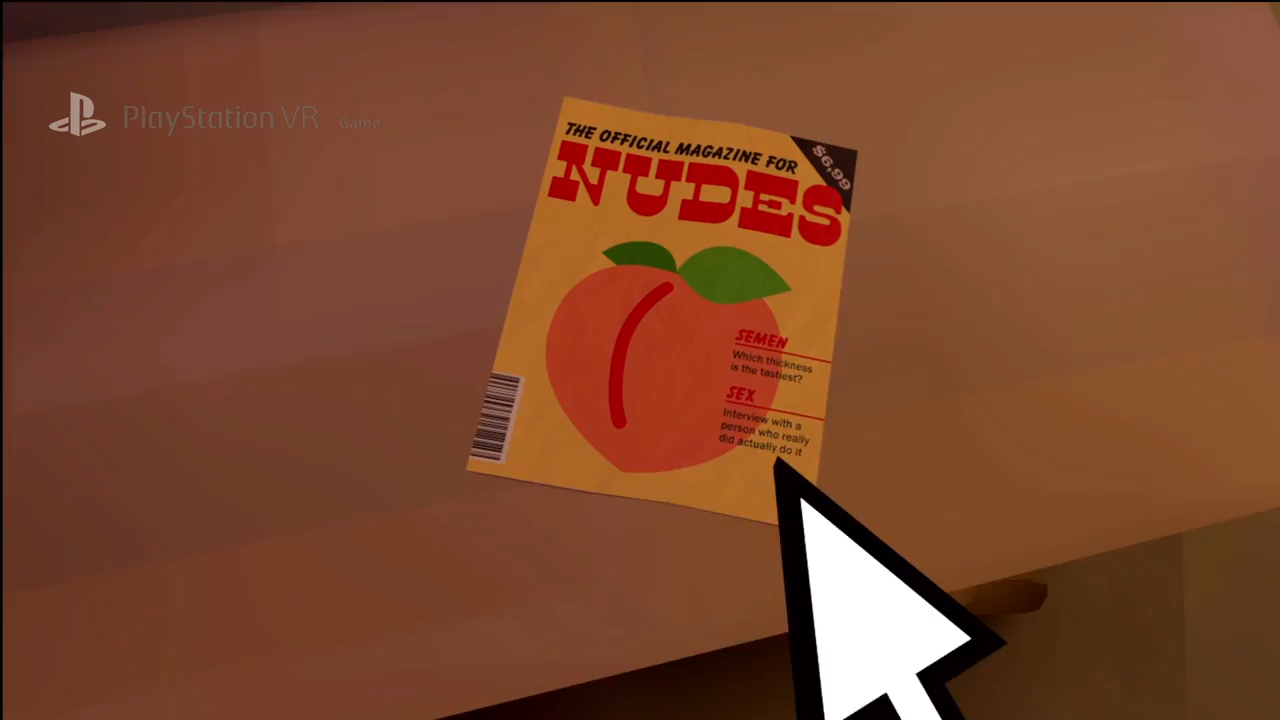 PlayStation VR Game
THE OFFICIAL MAGAZINE FOR
NUDES
$6,99
SEMEN
Which thickness
is the tastiest?
SEX
Interview with a
person who really
did actually do it